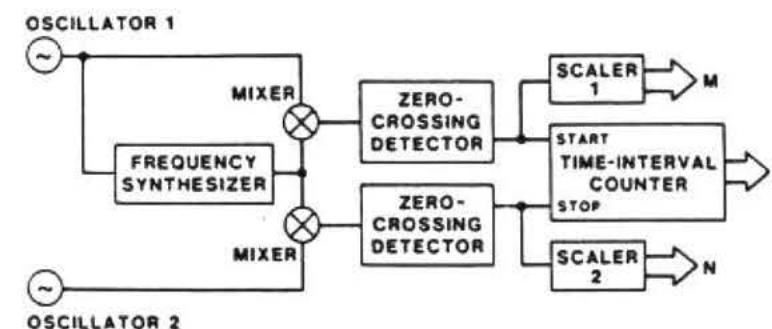 OSCILLATOR 1
MIXER
ZERO-
CROSSING
DETECTOR
SCALER
1
M
FREQUENCY
SYNTHESIZER
START
TIME-INTERVAL
COUNTER
STOP
MIXER
ZERO-
CROSSING
DETECTOR
SCALER
2
N
OSCILLATOR 2